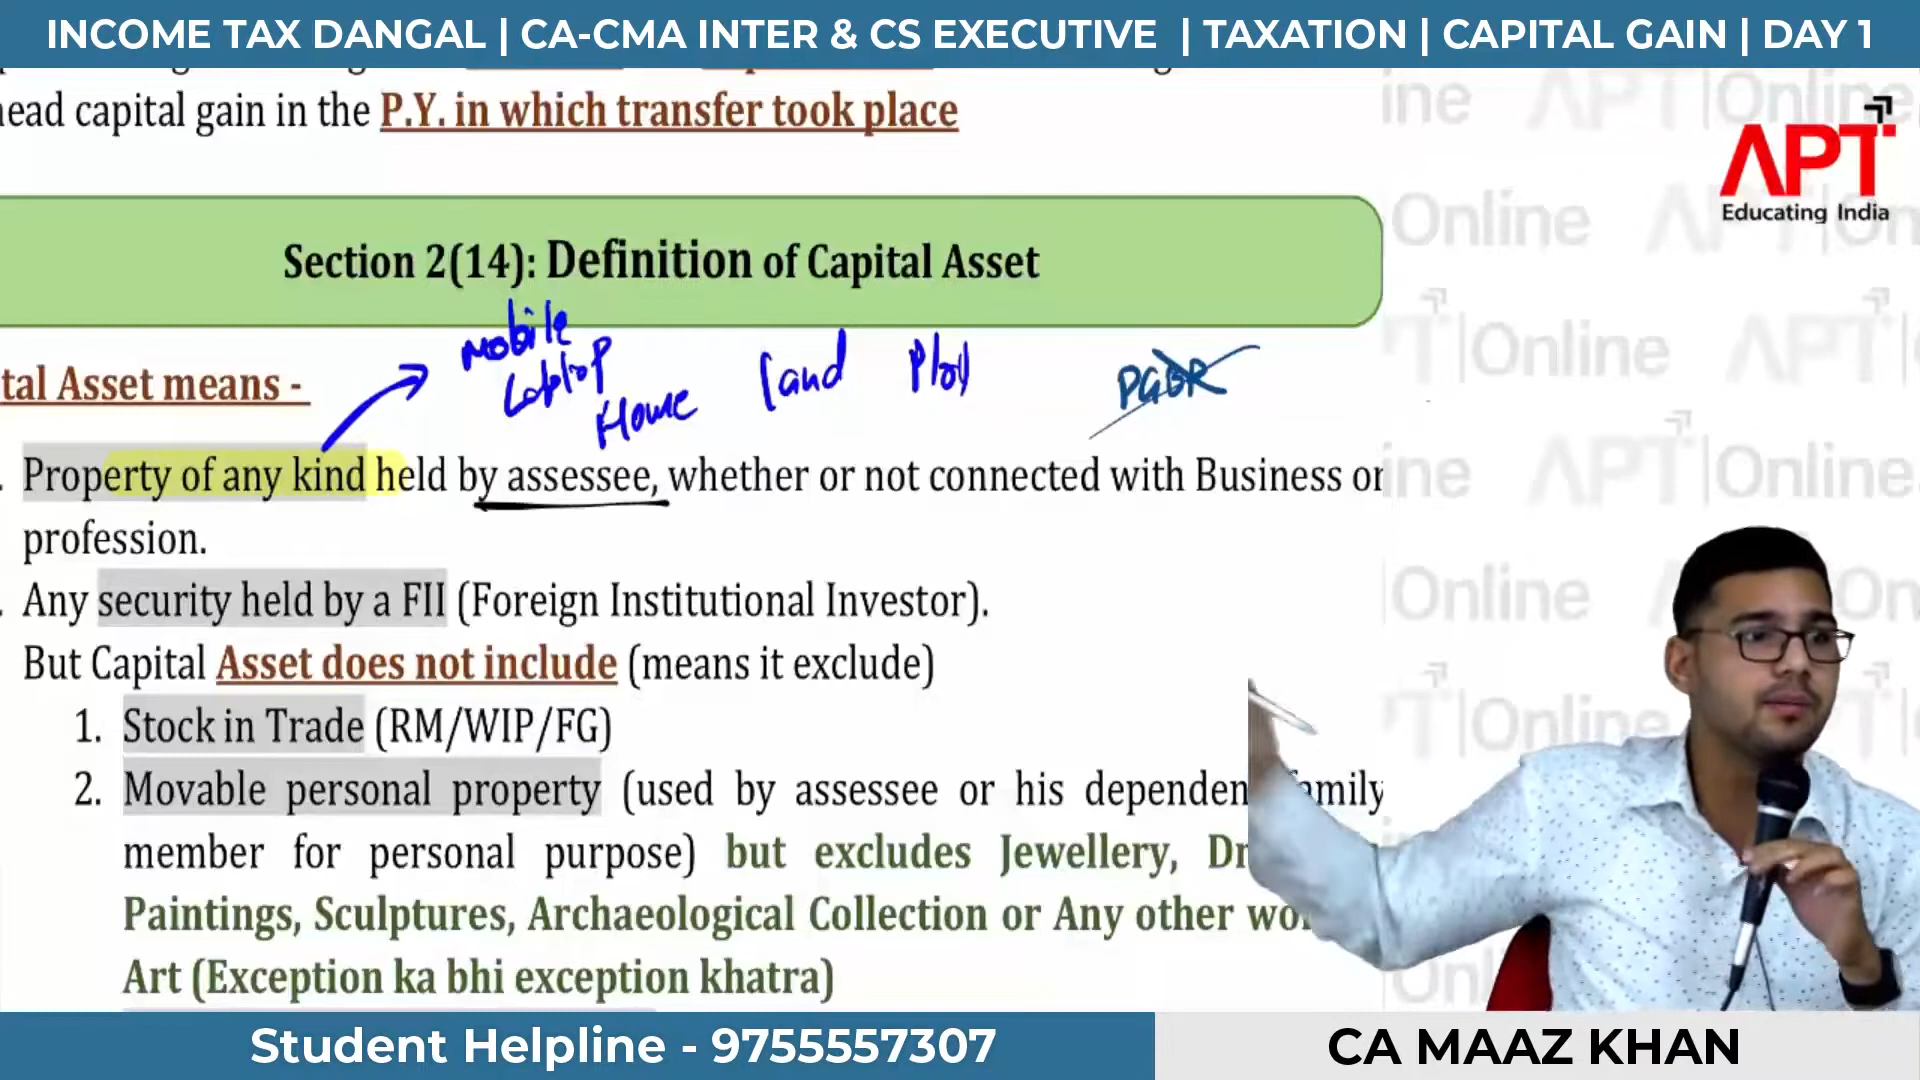 INCOME TAX DANGAL | CA-CMA INTER & CS EXECUTIVE | TAXATION | CAPITAL GAIN | DAY 1
ead capital gain in the P.Y. in which transfer took place
APT
Educating India
Section 2(14): Definition of Capital Asset
mobile
Laptop
Home
land
PGBR
tal Asset means -
Property of any kind held by assessee, whether or not connected with Business or
profession.
Any security held by a FII (Foreign Institutional Investor).
But Capital Asset does not include (means it exclude)
1. Stock in Trade (RM/WIP/FG)
2. Movable personal property (used by assessee or his dependen family
member for personal purpose) but excludes Jewellery, Dr
Paintings, Sculptures, Archaeological Collection or Any other wo
Art (Exception ka bhi exception khatra)
Student Helpline - 9755557307
CA MAAZ KHAN